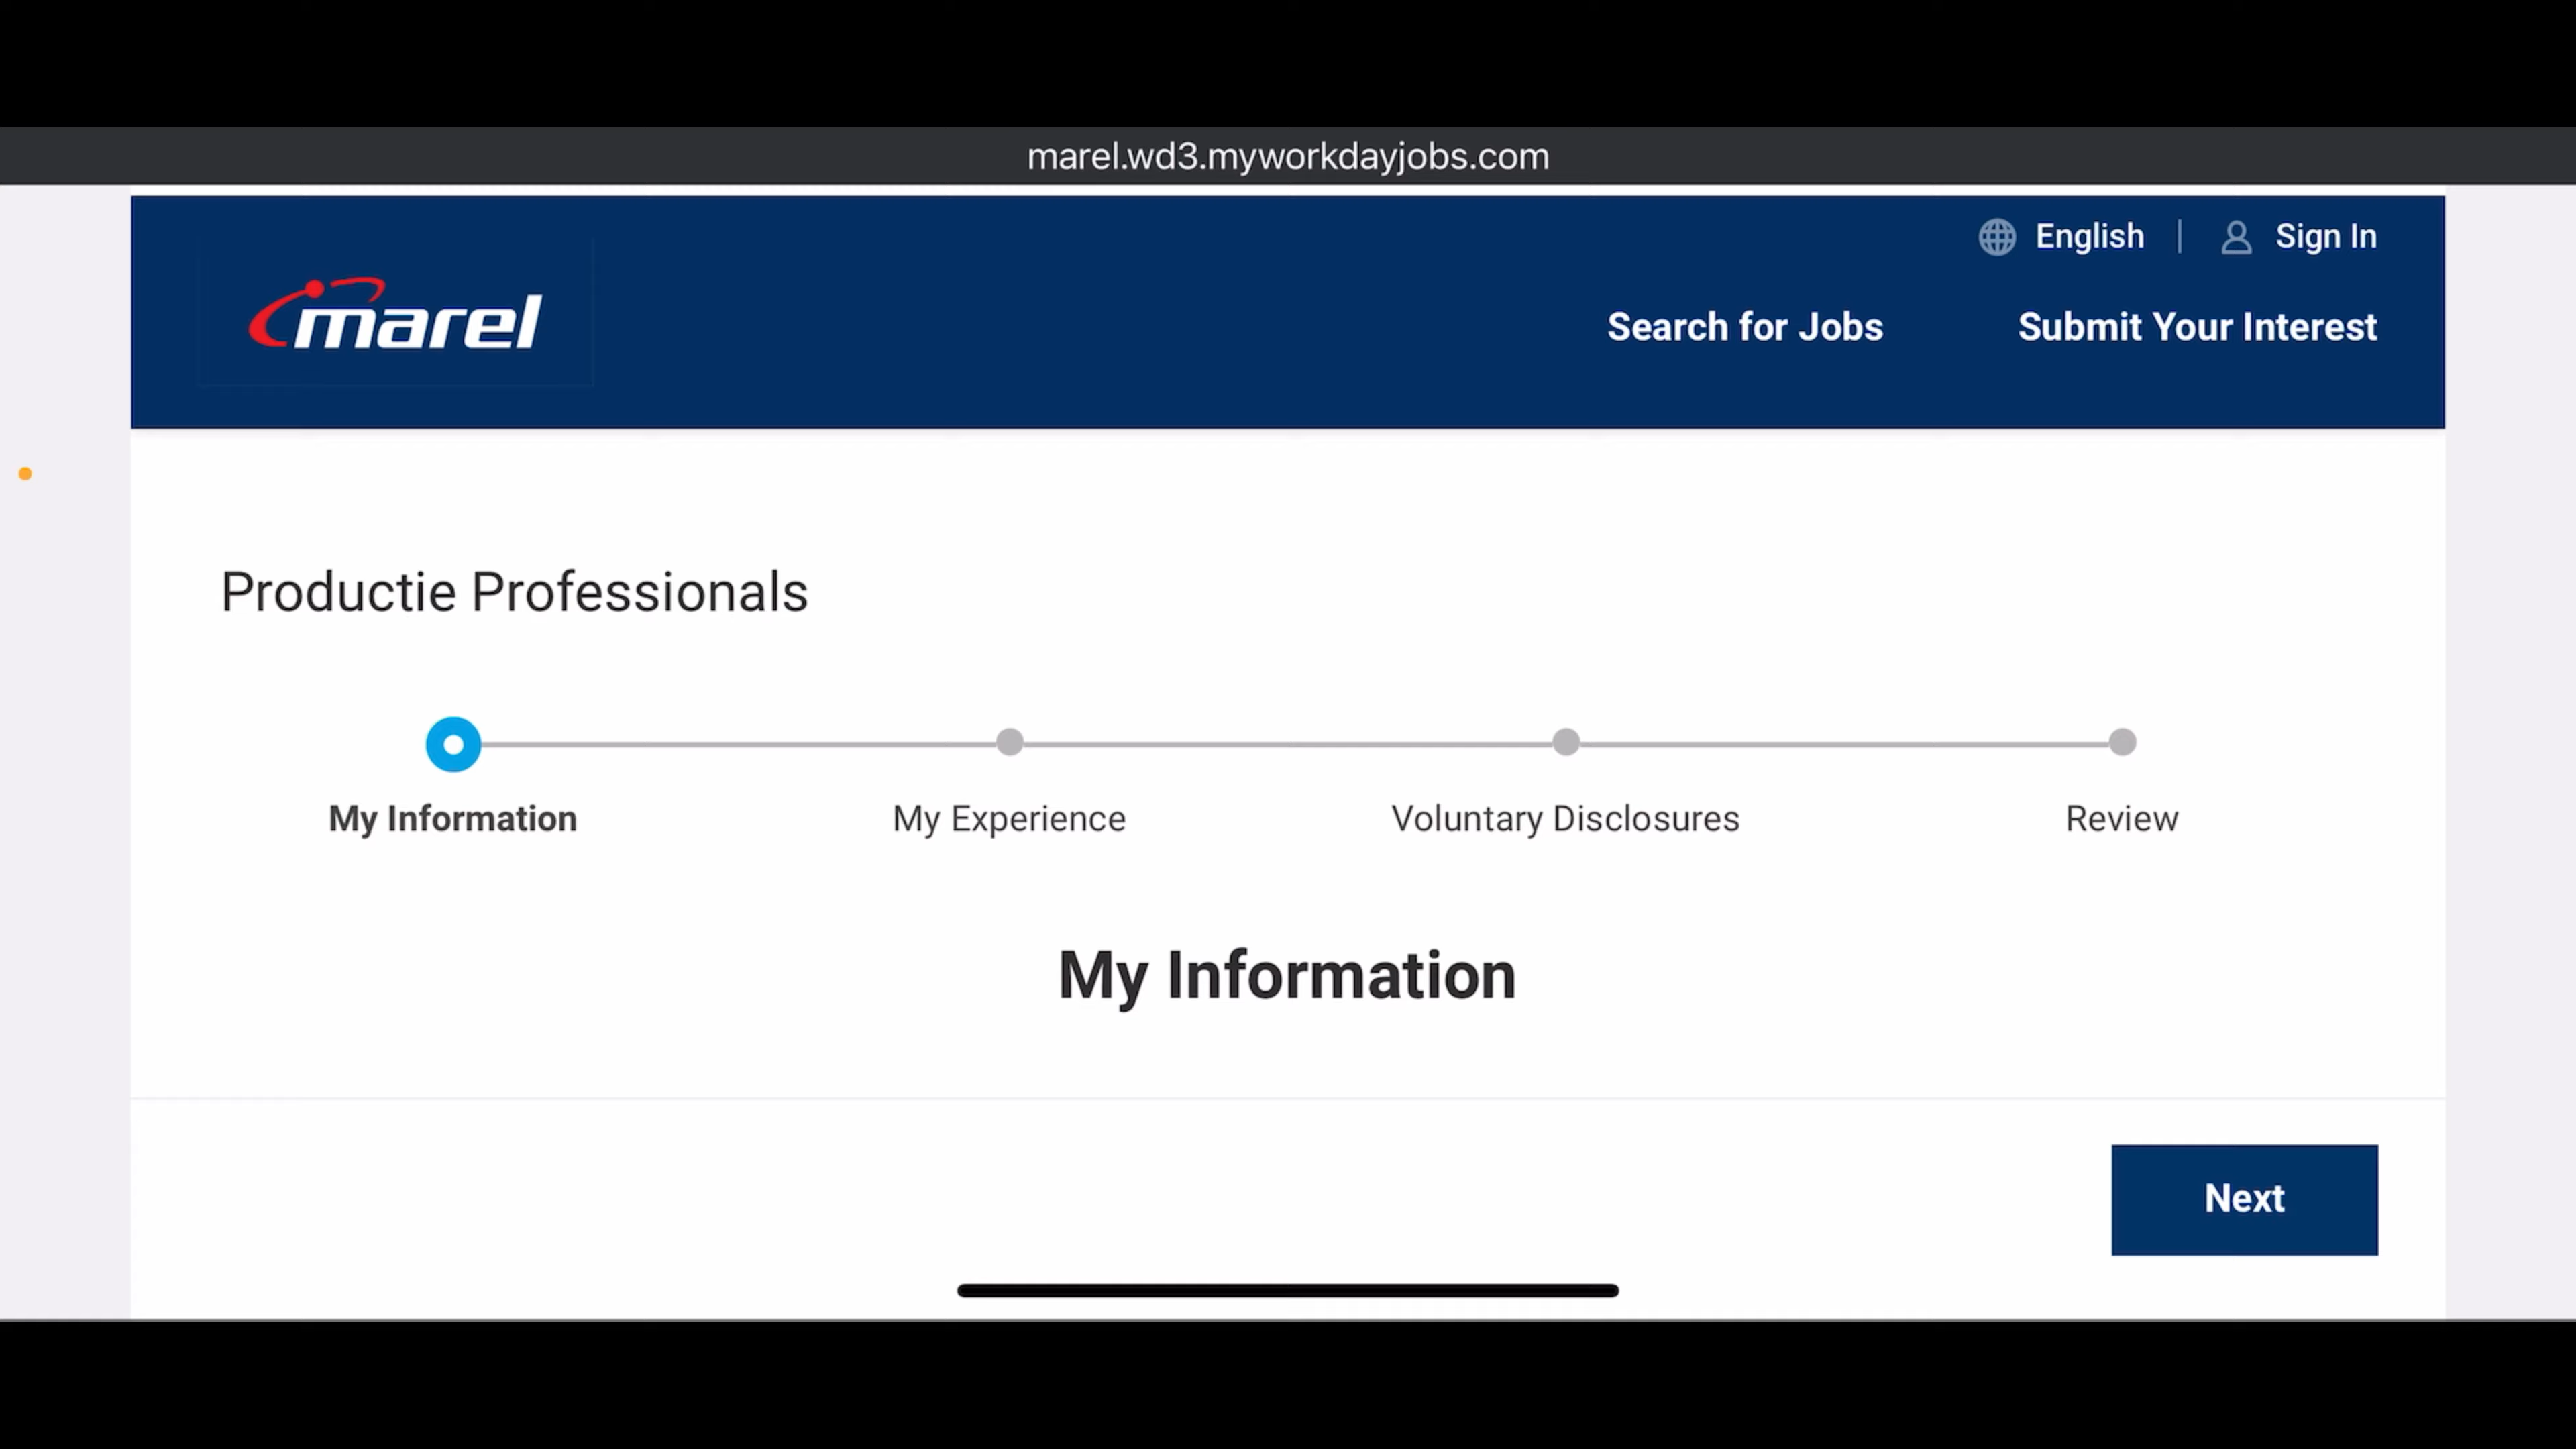 marel.wd3.myworkdayjobs.com
English | Sign In
marel
Search for Jobs Submit Your Interest
Productie Professionals
My Information My Experience Voluntary Disclosures Review
My Information
Next